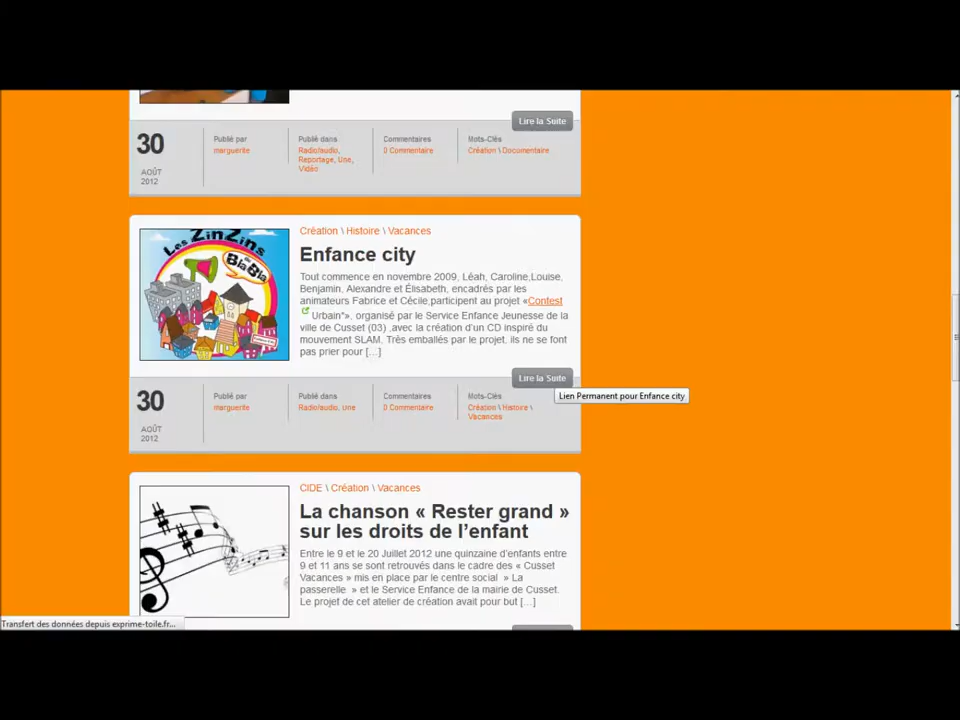 Lire la Suite
30
AOÛT
2012
Publié par
marguerite
Publié dans
Radio/audio,
Reportage, Une,
Vidéo
Commentaires
0 Commentaire
Mots-Clés
Création \ Documentaire
Les ZinZins
de
BlaBla
Création \ Histoire \ Vacances
Enfance city
Tout commence en novembre 2009, Léah, Caroline,Louise,
Benjamin, Alexandre et Élisabeth, encadrés par les
animateurs Fabrice et Cécile,participent au projet «Contest
Urbain"», organisé par le Service Enfance Jeunesse de la
ville de Cusset (03) ,avec la création d'un CD inspiré du
mouvement SLAM. Très emballés par le projet, ils ne se font
pas prier pour [...]
Lire la Suite
Lien Permanent pour Enfance city
30
AOÛT
2012
Publié par
marguerite
Publié dans
Radio/audio, Une
Commentaires
0 Commentaire
Mots-Clés
Création \ Histoire \
Vacances
CIDE \ Création \ Vacances
La chanson « Rester grand »
sur les droits de l'enfant
Entre le 9 et le 20 Juillet 2012 une quinzaine d'enfants entre
9 et 11 ans se sont retrouvés dans le cadre des « Cusset
Vacances » mis en place par le centre social » La
passerelle » et le Service Enfance de la mairie de Cusset.
Le projet de cet atelier de création avait pour but [...]
Transfert des données depuis exprime-toile.fr...